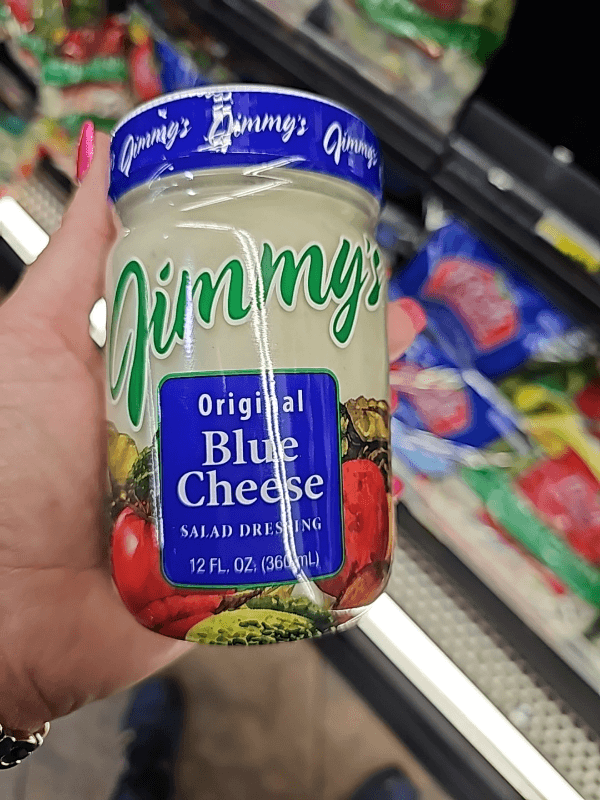 Jimmy's Jimmy's Jimmy's
Jimmy's
Original
Blue
Cheese
SALAD DRESSING
12 FL. OZ. (360 mL)